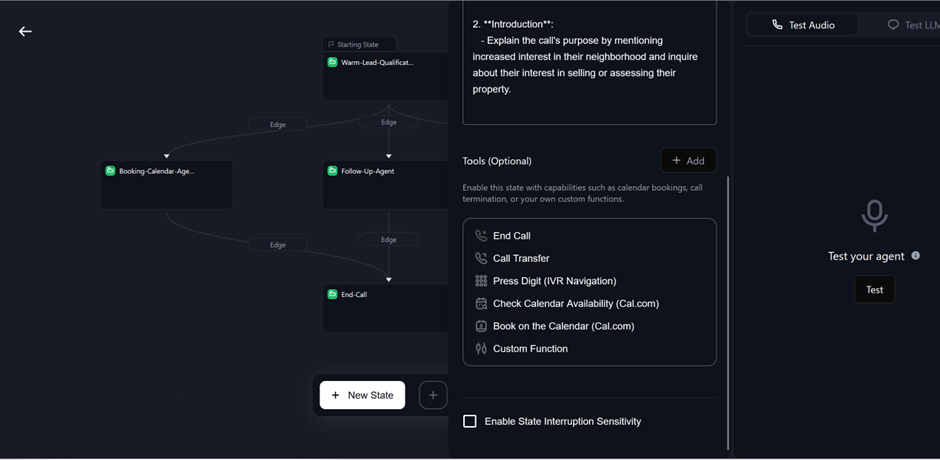 Starting State
Warm-Lead-Qualificat...
Edge
Edge
Booking-Calendar-Age...
Follow-Up-Agent
Edge
Edge
End-Call
+ New State
+
2. **Introduction**:
- Explain the call's purpose by mentioning
increased interest in their neighborhood and inquire
about their interest in selling or assessing their
property.
Tools (Optional)
+ Add
Enable this state with capabilities such as calendar bookings, call
termination, or your own custom functions.
End Call
Call Transfer
Press Digit (IVR Navigation)
Check Calendar Availability (Cal.com)
Book on the Calendar (Cal.com)
Custom Function
Enable State Interruption Sensitivity
Test Audio
Test LLM
Test your agent
Test